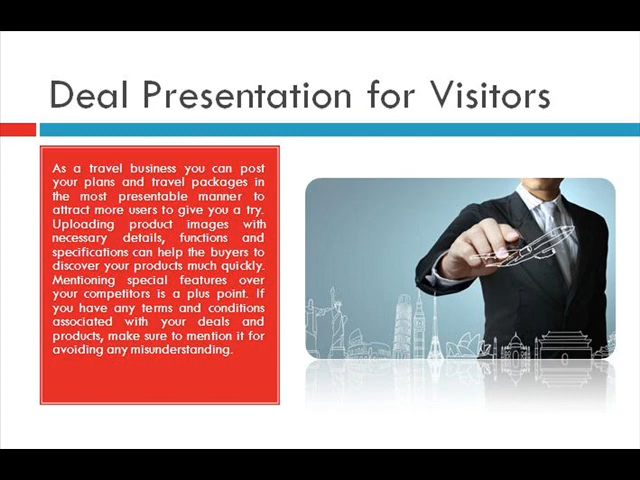 Deal Presentation for Visitors
As a travel business you can post
your plans and travel packages in
the most presentable manner to
attract more users to give you a try.
Uploading product images with
necessary details, functions and
specifications can help the buyers to
discover your products much quickly.
Mentioning special features over
your competitors is a plus point. If
you have any terms and conditions
associated with your deals and
products, make sure to mention it for
avoiding any misunderstanding.